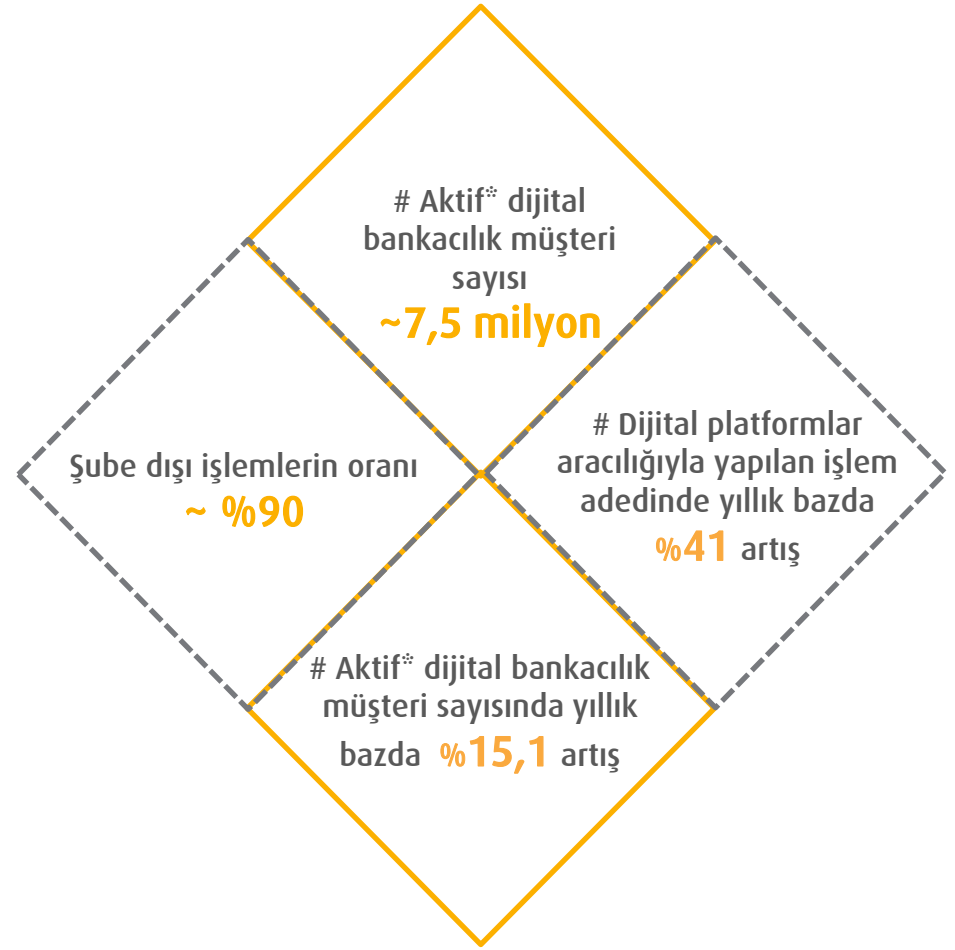 # Aktif* dijital
bankacılık müşteri
sayısı
~7,5 milyon
Şube dışı işlemlerin oranı
~ %90
# Dijital platformlar
aracılığıyla yapılan işlem
adedinde yıllık bazda
%41 artış
# Aktif* dijital bankacılık
müşteri sayısında yıllık
bazda %15,1 artış